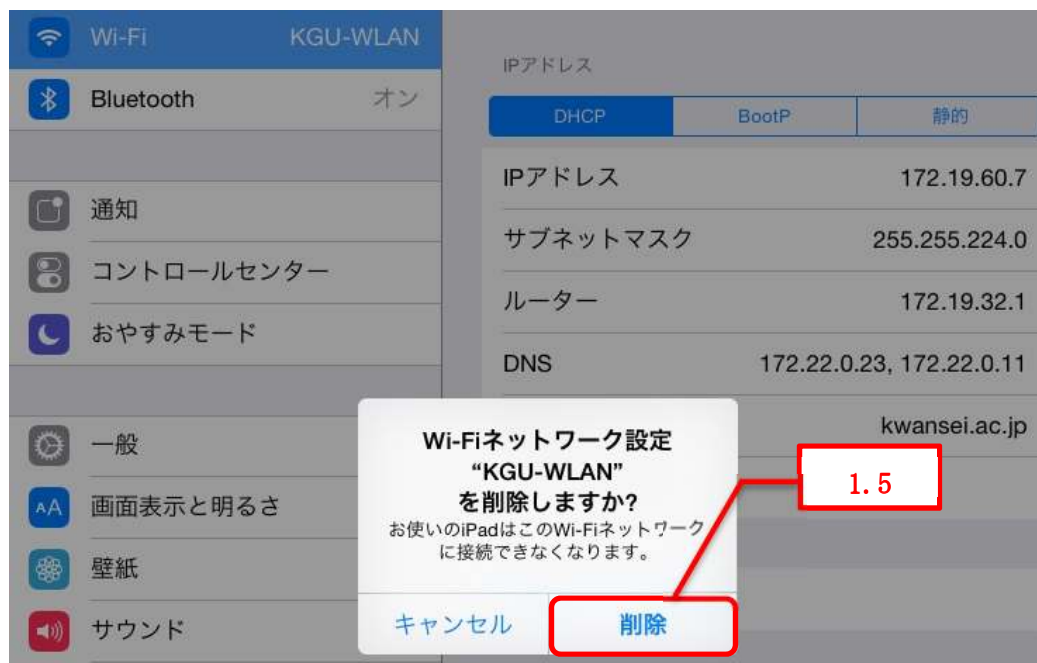 Wi-Fi KGU-WLAN
Bluetooth オン
通知
コントロールセンター
おやすみモード
一般
AA 画面表示と明るさ
壁紙
サウンド
IPアドレス
DHCP BootP 静的
IPアドレス 172.19.60.7
サブネットマスク 255.255.224.0
ルーター 172.19.32.1
DNS 172.22.0.23, 172.22.0.11
kwansei.ac.jp
Wi-Fiネットワーク設定
“KGU-WLAN”
を削除しますか?
お使いのiPadはこのWi-Fiネットワーク
に接続できなくなります。
キャンセル 削除
1.5